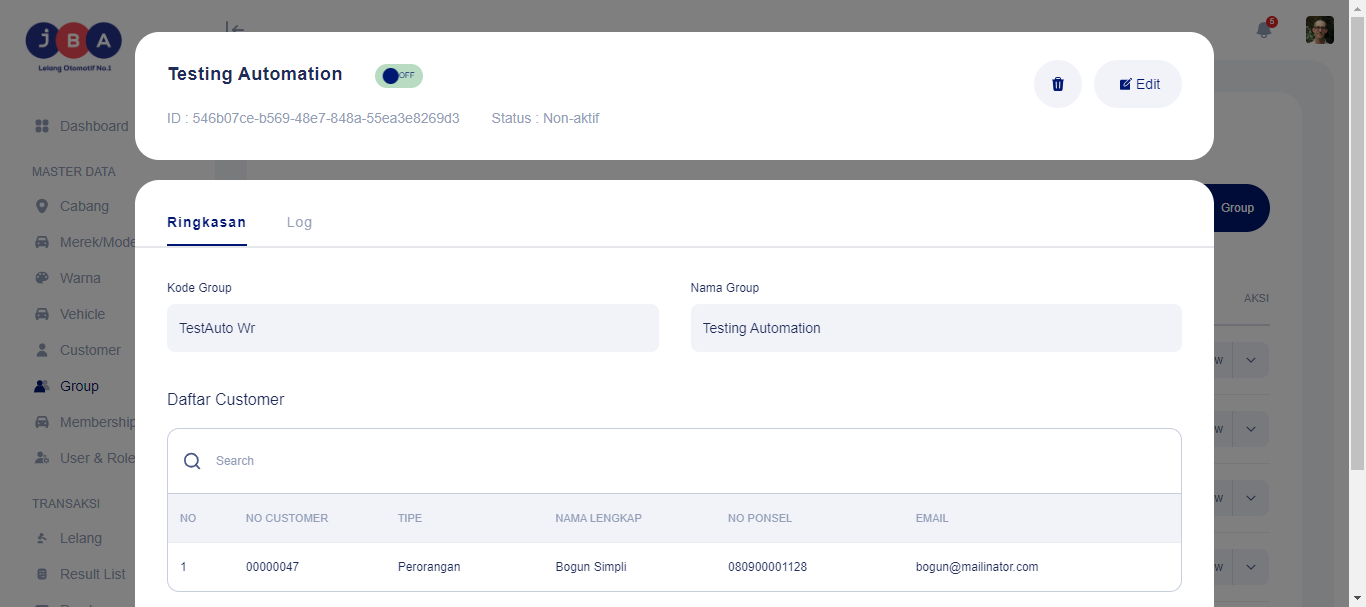 JBA
Lelang Otomotif No.1
6
Testing Automation
OFF
Edit
ID : 546b07ce-b569-48e7-848a-55ea3e8269d3
Status : Non-aktif
Dashboard
MASTER DATA
Cabang
Merek/Mode
Warna
Vehicle
Customer
Group
Membership
User & Role
TRANSAKSI
Lelang
Result List
Ringkasan
Log
Group
Kode Group
Nama Group
TestAuto Wr
Testing Automation
AKSI
w
w
w
w
Daftar Customer
Search
NO NO CUSTOMER TIPE NAMA LENGKAP NO PONSEL EMAIL
1 00000047 Perorangan Bogun Simpli 080900001128 bogun@mailinator.com